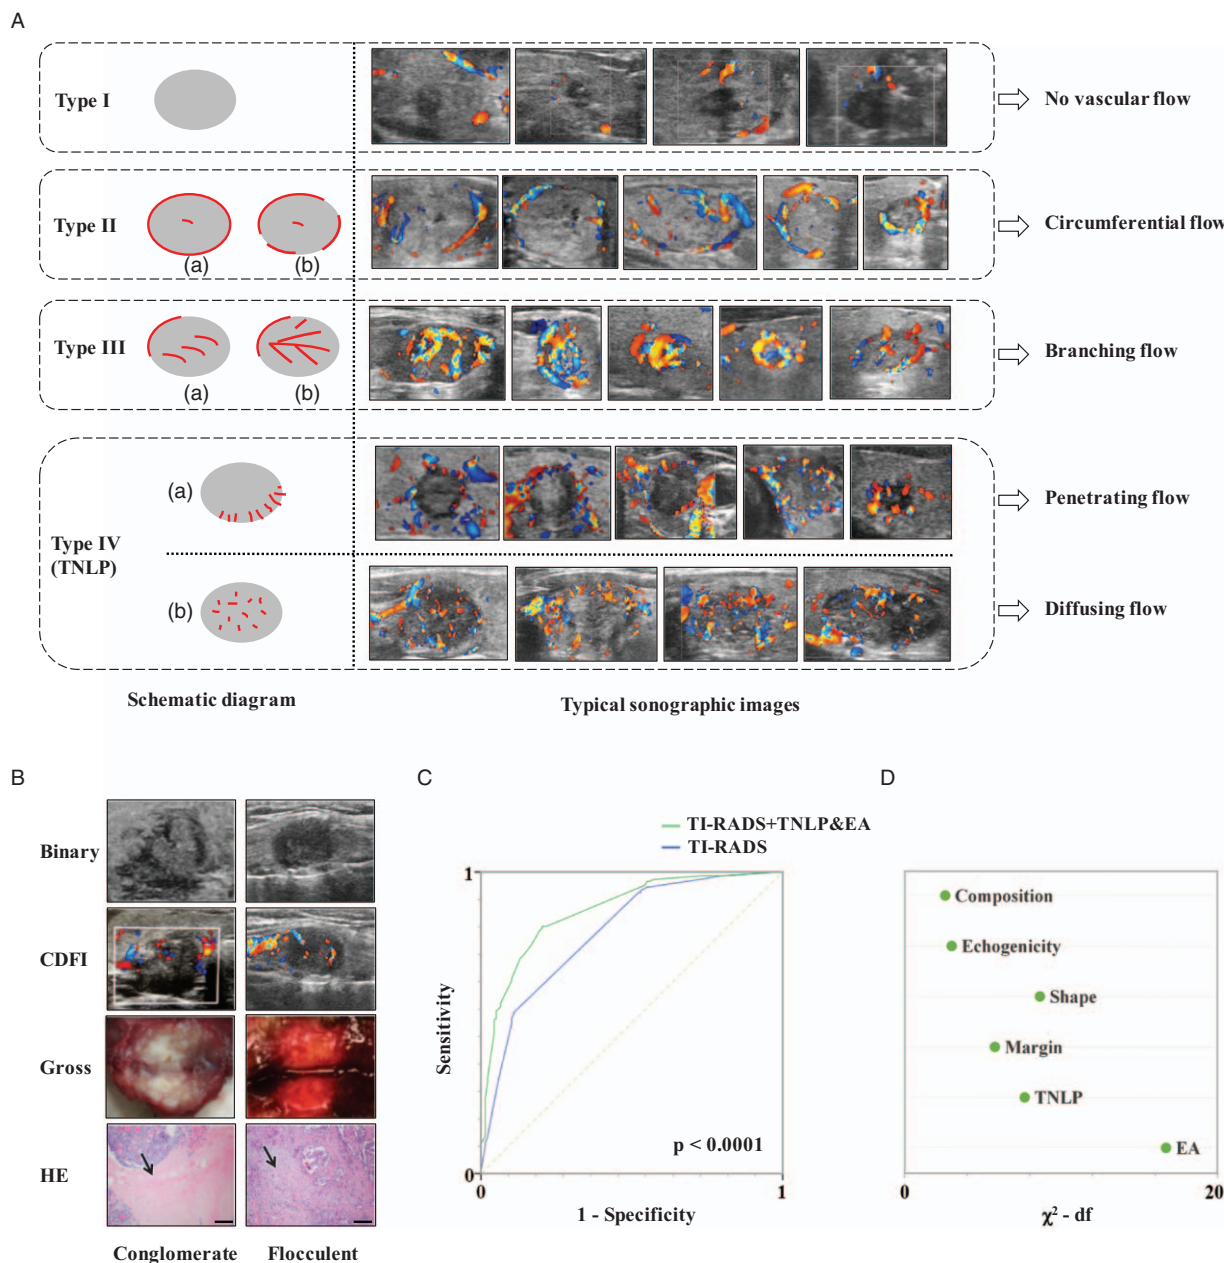 A
Type I
No vascular flow
Type II
(a)
(b)
Circumferential flow
Type III
(a)
(b)
Branching flow
Type IV
(TNLP)
(a)
Penetrating flow
(b)
Diffusing flow
Schematic diagram
Typical sonographic images
B
Binary
CDFI
Gross
HE
Conglomerate
Flocculent
C
TI-RADS+TNLP&EA
TI-RADS
1
Sensitivity
p < 0.0001
0
0
1
1 - Specificity
D
Composition
Echogenicity
Shape
Margin
TNLP
EA
0
20
χ² - df